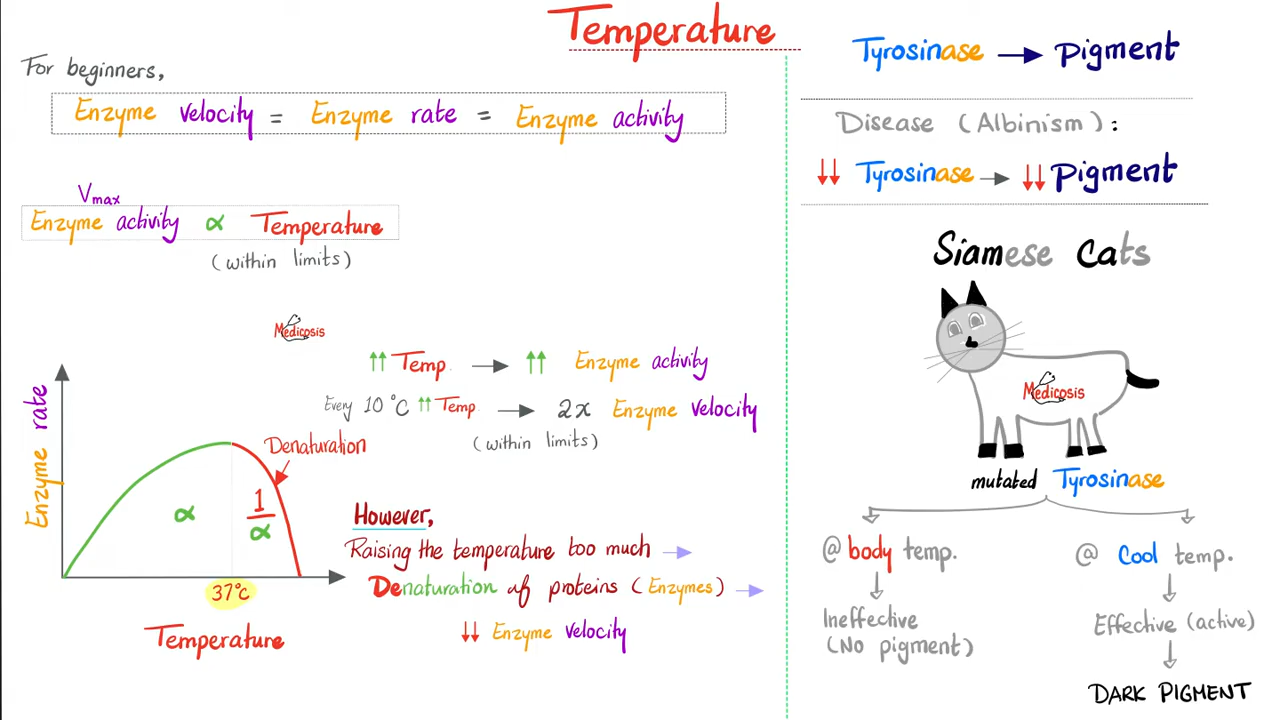 Temperature
For beginners,
Enzyme velocity = Enzyme rate = Enzyme activity
Vmax
Enzyme activity α Temperature
(within limits)
Medicosis
↑↑ Temp. → ↑↑ Enzyme activity
Every 10 °C ↑↑ Temp. → 2x Enzyme Velocity
(within limits)
Enzyme rate
Denaturation
α
1/α
37°C
Temperature
However,
Raising the temperature too much →
Denaturation of proteins (Enzymes) →
↓↓ Enzyme Velocity
Tyrosinase → Pigment
Disease (Albinism) :
↓↓ Tyrosinase → ↓↓ Pigment
Siamese Cats
Medicosis
mutated Tyrosinase
@ body temp.
Ineffective
(No pigment)
@ Cool temp.
Effective (active)
DARK PIGMENT